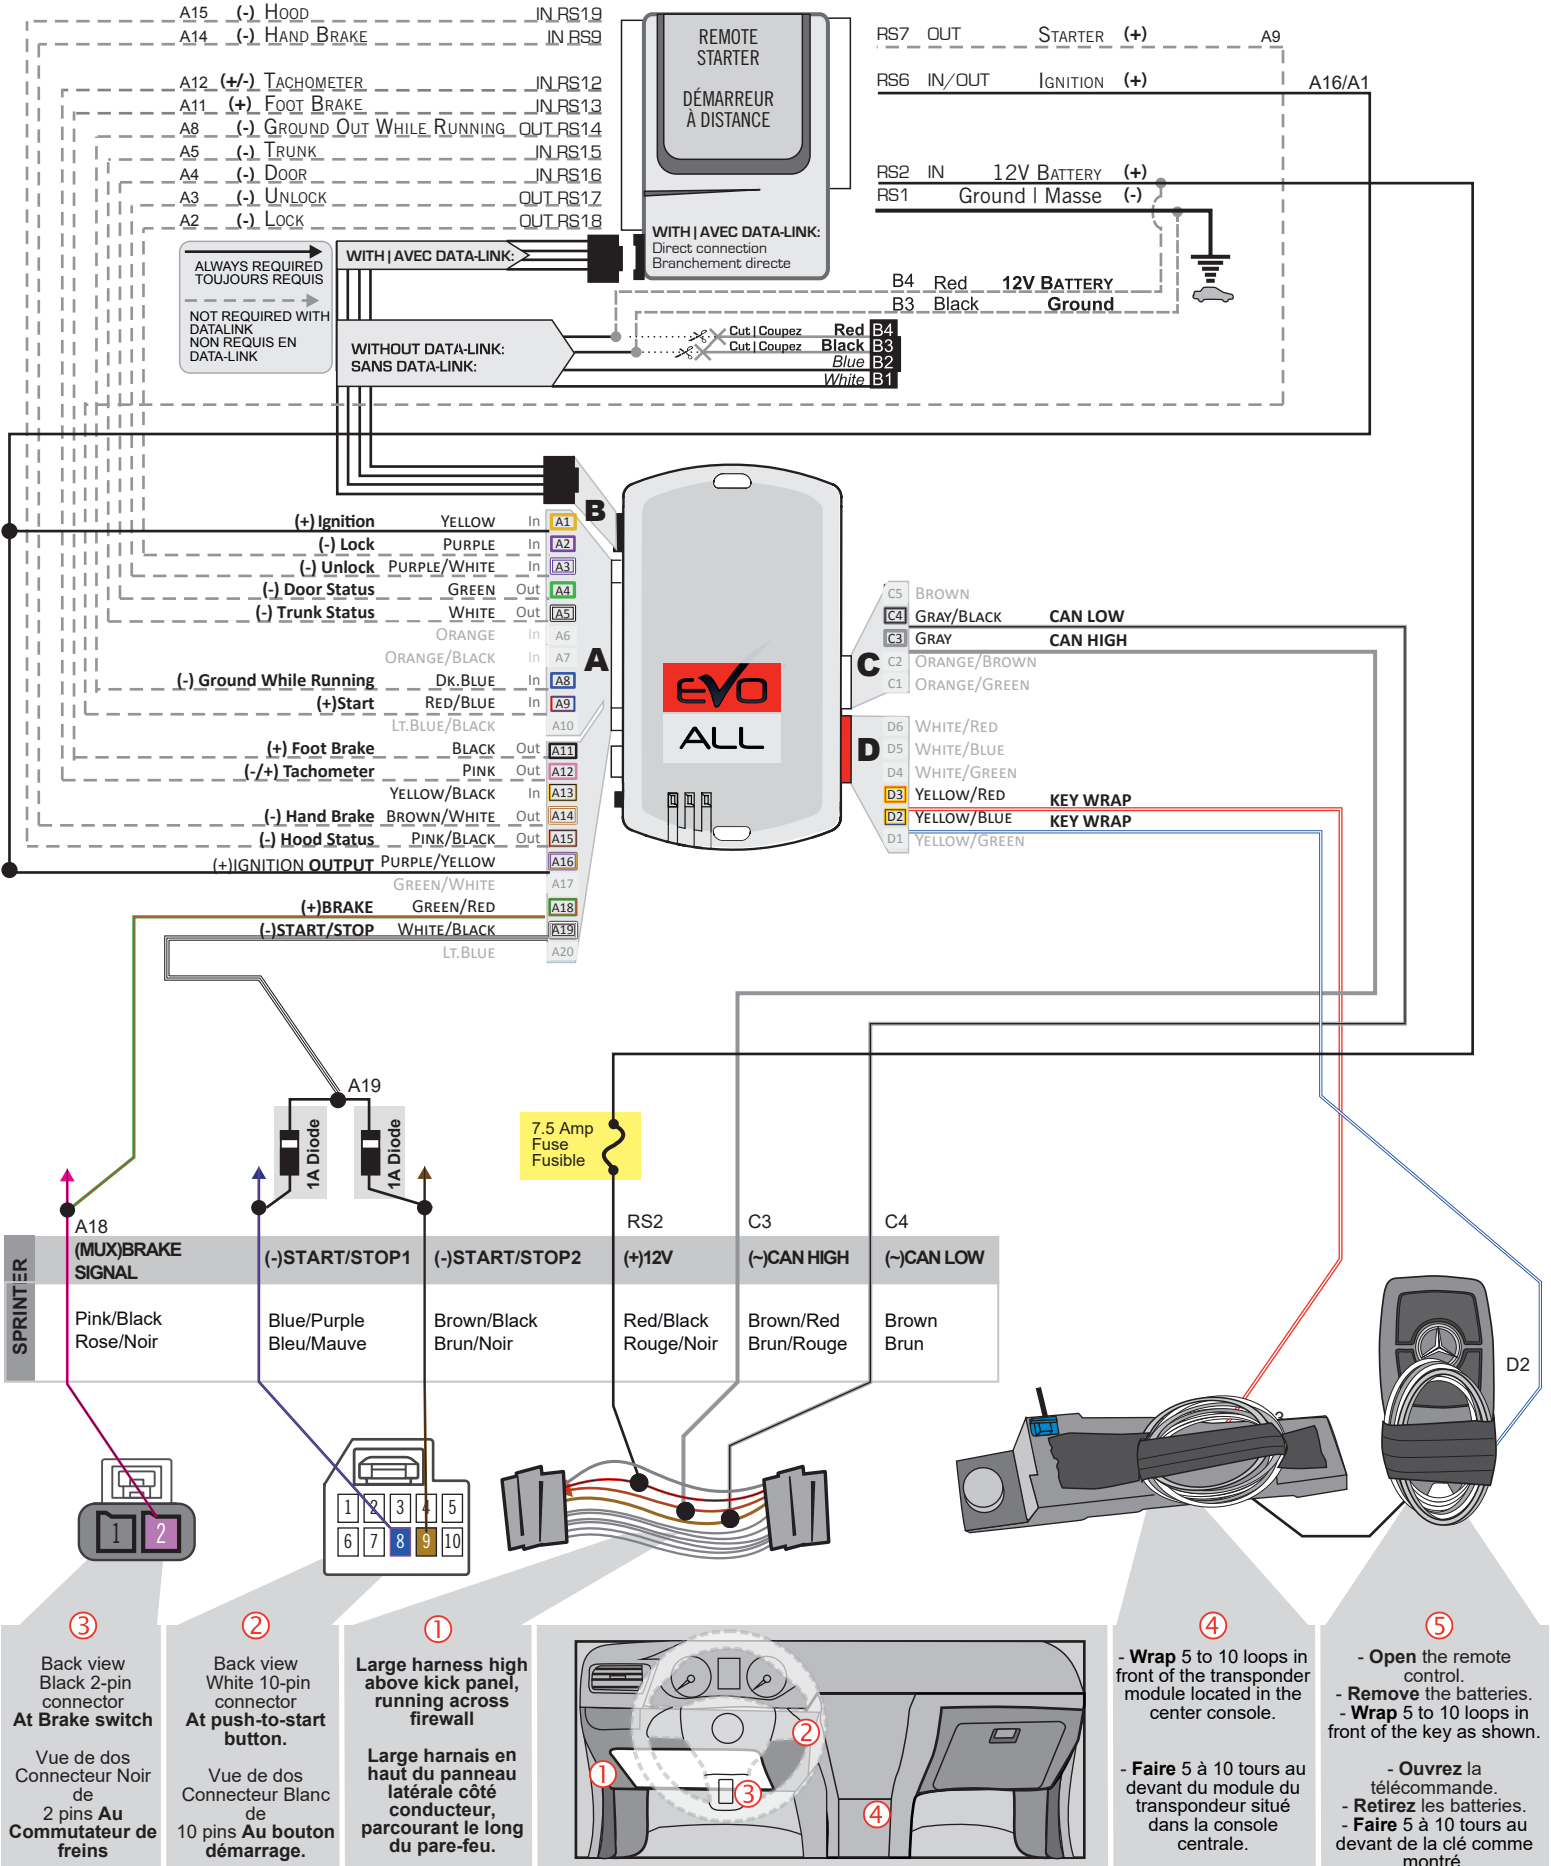 A15 (-) HOOD IN RS19
A14 (-) HAND BRAKE IN RS9
A12 (+/-) TACHOMETER IN RS12
A11 (+) FOOT BRAKE IN RS13
A8 (-) GROUND OUT WHILE RUNNING OUT RS14
A5 (-) TRUNK IN RS15
A4 (-) DOOR IN RS16
A3 (-) UNLOCK OUT RS17
A2 (-) LOCK OUT RS18
REMOTE
STARTER
DÉMARREUR
À DISTANCE
WITH | AVEC DATA-LINK:
Direct connection
Branchement directe
RS7 OUT STARTER (+) A9
RS6 IN/OUT IGNITION (+) A16/A1
RS2 IN 12V BATTERY (+)
RS1 Ground | Masse (-)
ALWAYS REQUIRED
TOUJOURS REQUIS
NOT REQUIRED WITH
DATALINK
NON REQUIS EN
DATA-LINK
WITH | AVEC DATA-LINK:
WITHOUT DATA-LINK:
SANS DATA-LINK:
B4 Red 12V BATTERY
B3 Black Ground
Cut | Coupez Red B4
Cut | Coupez Black B3
Blue B2
White B1
(+) Ignition YELLOW In A1
(-) Lock PURPLE In A2
(-) Unlock PURPLE/WHITE In A3
(-) Door Status GREEN Out A4
(-) Trunk Status WHITE Out A5
ORANGE In A6
ORANGE/BLACK In A7
(-) Ground While Running DK.BLUE In A8
(+)Start RED/BLUE In A9
LT.BLUE/BLACK A10
(+) Foot Brake BLACK Out A11
(-/+) Tachometer PINK Out A12
YELLOW/BLACK In A13
(-) Hand Brake BROWN/WHITE Out A14
(-) Hood Status PINK/BLACK Out A15
(+)IGNITION OUTPUT PURPLE/YELLOW A16
GREEN/WHITE A17
(+)BRAKE GREEN/RED A18
(-)START/STOP WHITE/BLACK A19
LT.BLUE A20
B
A
EVO
ALL
C
D
C5 BROWN
C4 GRAY/BLACK CAN LOW
C3 GRAY CAN HIGH
C2 ORANGE/BROWN
C1 ORANGE/GREEN
D6 WHITE/RED
D5 WHITE/BLUE
D4 WHITE/GREEN
D3 YELLOW/RED KEY WRAP
D2 YELLOW/BLUE KEY WRAP
D1 YELLOW/GREEN
A19
1A Diode
1A Diode
7.5 Amp
Fuse
Fusible
SPRINTER
A18
(MUX)BRAKE
SIGNAL
Pink/Black
Rose/Noir
(-)START/STOP1
Blue/Purple
Bleu/Mauve
(-)START/STOP2
Brown/Black
Brun/Noir
RS2
(+)12V
Red/Black
Rouge/Noir
C3
(~)CAN HIGH
Brown/Red
Brun/Rouge
C4
(~)CAN LOW
Brown
Brun
D2
1 2
1 2 3 4 5
6 7 8 9 10
3
Back view
Black 2-pin
connector
At Brake switch
Vue de dos
Connecteur Noir
de
2 pins Au
Commutateur de
freins
2
Back view
White 10-pin
connector
At push-to-start
button.
Vue de dos
Connecteur Blanc
de
10 pins Au bouton
démarrage.
1
Large harness high
above kick panel,
running across
firewall
Large harnais en
haut du panneau
latérale côté
conducteur,
parcourant le long
du pare-feu.
1
2
3
4
4
- Wrap 5 to 10 loops in
front of the transponder
module located in the
center console.
- Faire 5 à 10 tours au
devant du module du
transpondeur situé
dans la console
centrale.
5
- Open the remote
control.
- Remove the batteries.
- Wrap 5 to 10 loops in
front of the key as shown.
- Ouvrez la
télécommande.
- Retirez les batteries.
- Faire 5 à 10 tours au
devant de la clé comme
montré